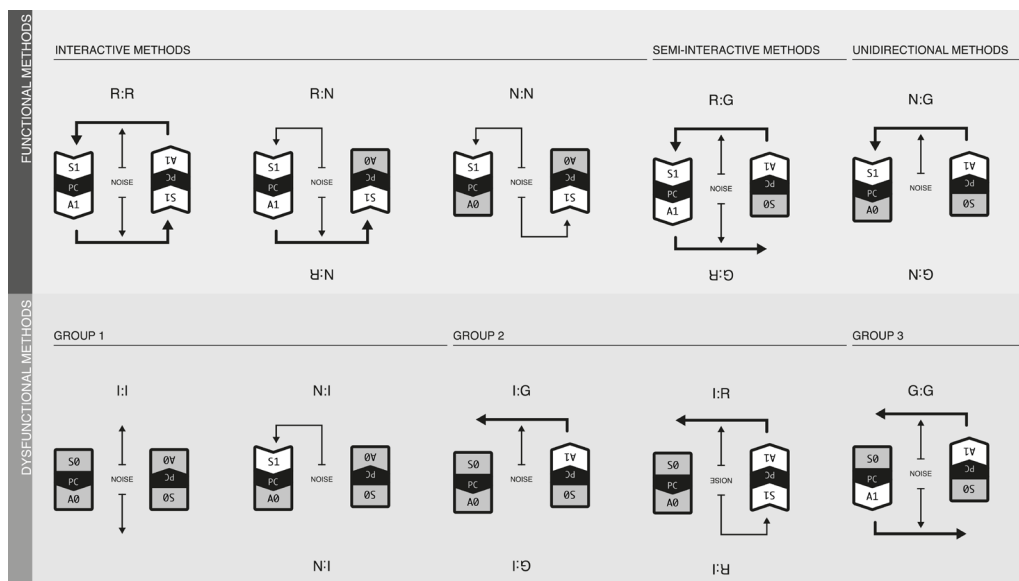 FUNCTIONAL METHODS
INTERACTIVE METHODS
SEMI-INTERACTIVE METHODS
UNIDIRECTIONAL METHODS
R:R
R:N
N:N
R:G
N:G
S1
PC
A1
NOISE
A1
PC
S1
S1
PC
A1
NOISE
A0
PC
S1
S1
PC
A0
NOISE
A0
PC
S1
S1
PC
A1
NOISE
A1
PC
S0
S1
PC
A0
NOISE
A1
PC
S0
N:R
G:R
G:N
DYSFUNCTIONAL METHODS
GROUP 1
GROUP 2
GROUP 3
I:I
N:I
I:G
I:R
G:G
S0
PC
A0
NOISE
A0
PC
S0
S1
PC
A0
NOISE
A0
PC
S0
S0
PC
A0
NOISE
A1
PC
S0
S0
PC
A0
NOISE
A1
PC
S1
S0
PC
A1
NOISE
A1
PC
S0
I:N
G:I
R:I